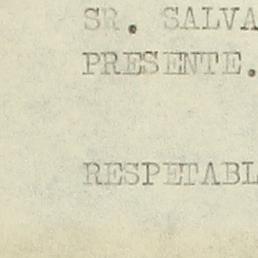 SR. SALVA
PRESENTE.
RESPETABL